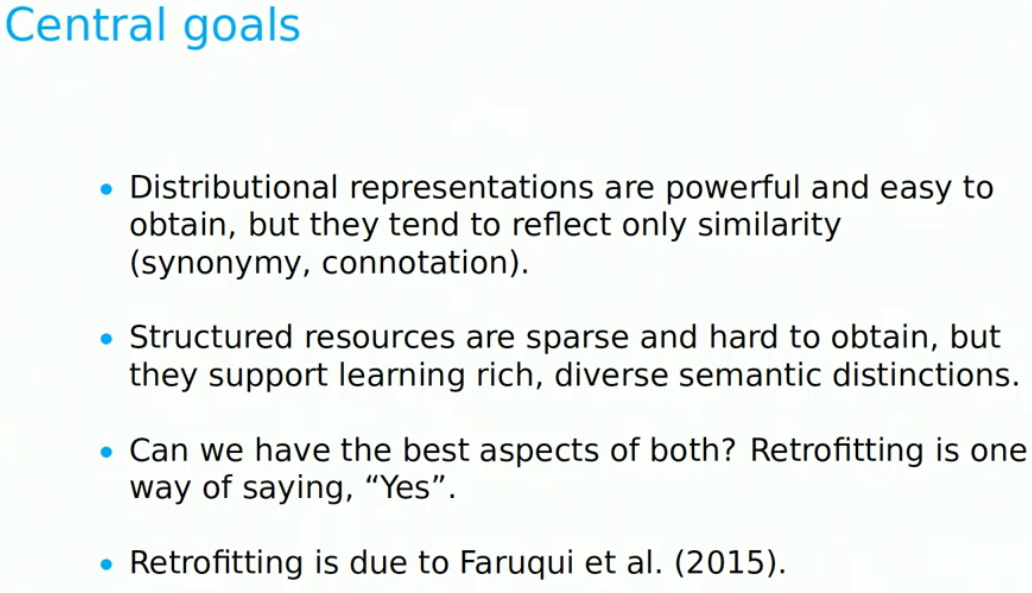 Central goals
• Distributional representations are powerful and easy to
obtain, but they tend to reflect only similarity
(synonymy, connotation).
• Structured resources are sparse and hard to obtain, but
they support learning rich, diverse semantic distinctions.
• Can we have the best aspects of both? Retrofitting is one
way of saying, “Yes”.
• Retrofitting is due to Faruqui et al. (2015).